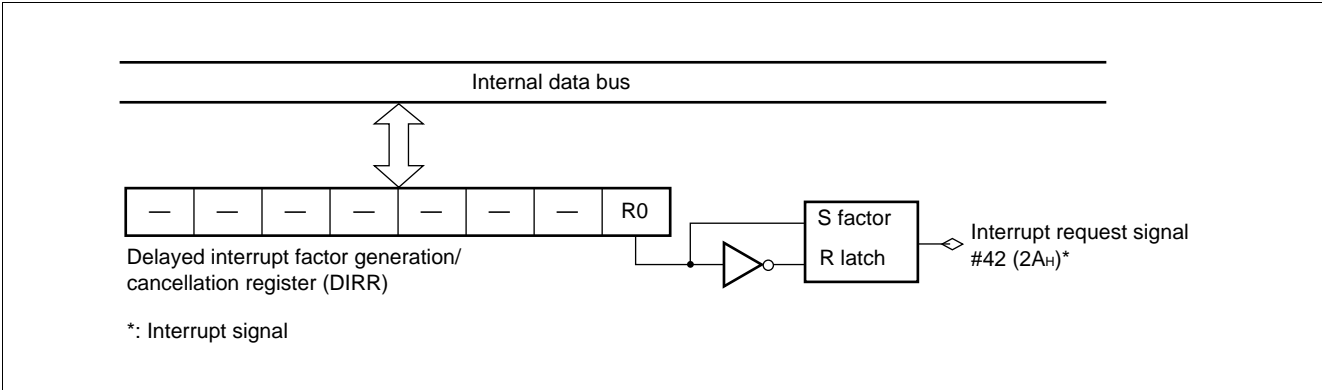 Internal data bus
— — — — — — — R0
S factor
R latch
Interrupt request signal
#42 (2AH)*
Delayed interrupt factor generation/
cancellation register (DIRR)
*: Interrupt signal